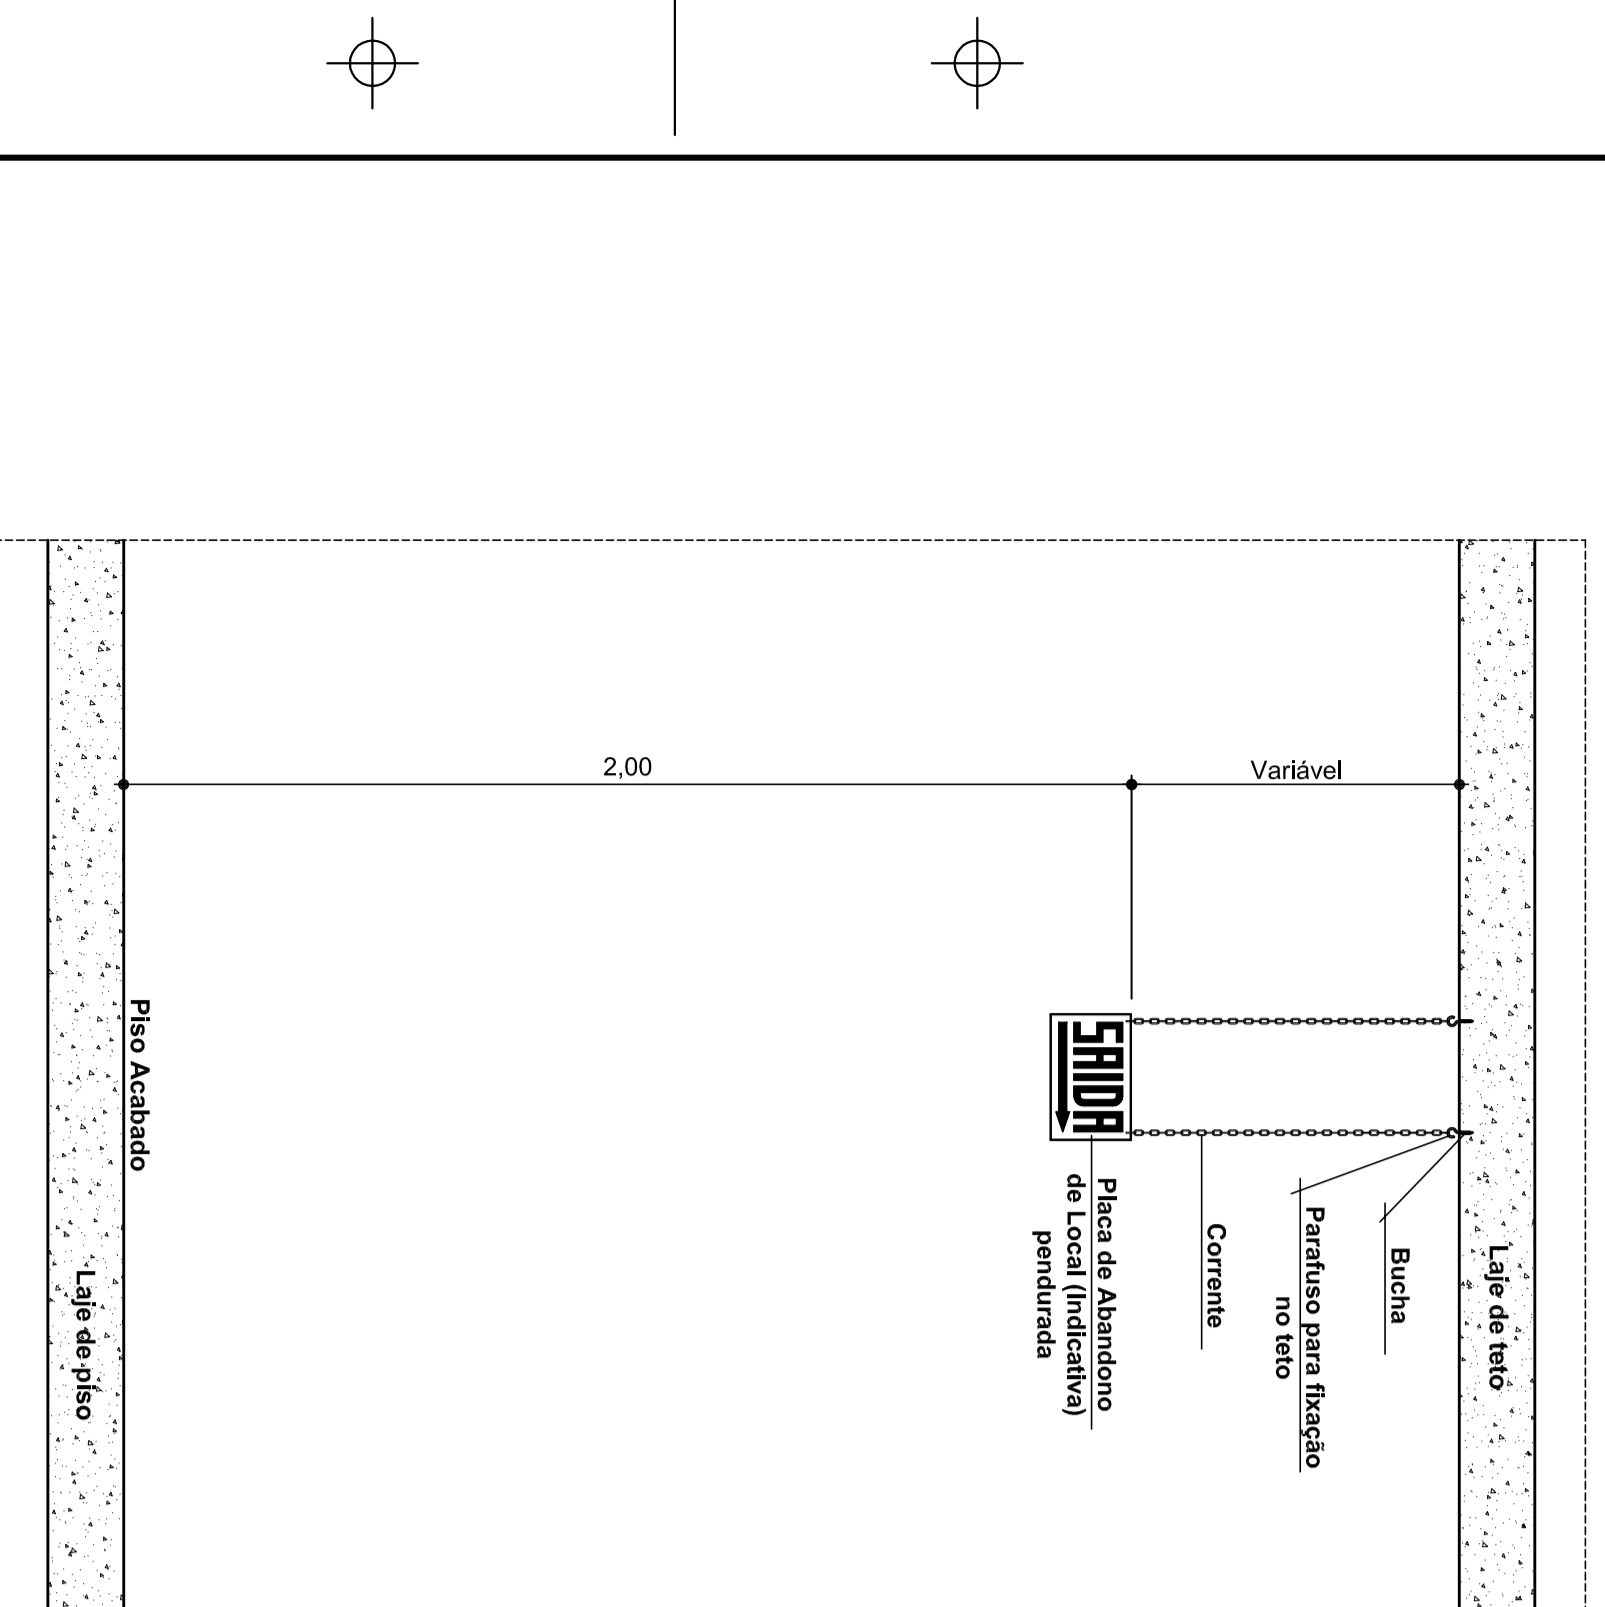 2,00
Variável
SAIDA
Piso Acabado
Laje de piso
Placa de Abandono
de Local (Indicativa)
pendurada
Corrente
Parafuso para fixação
no teto
Bucha
Laje de teto